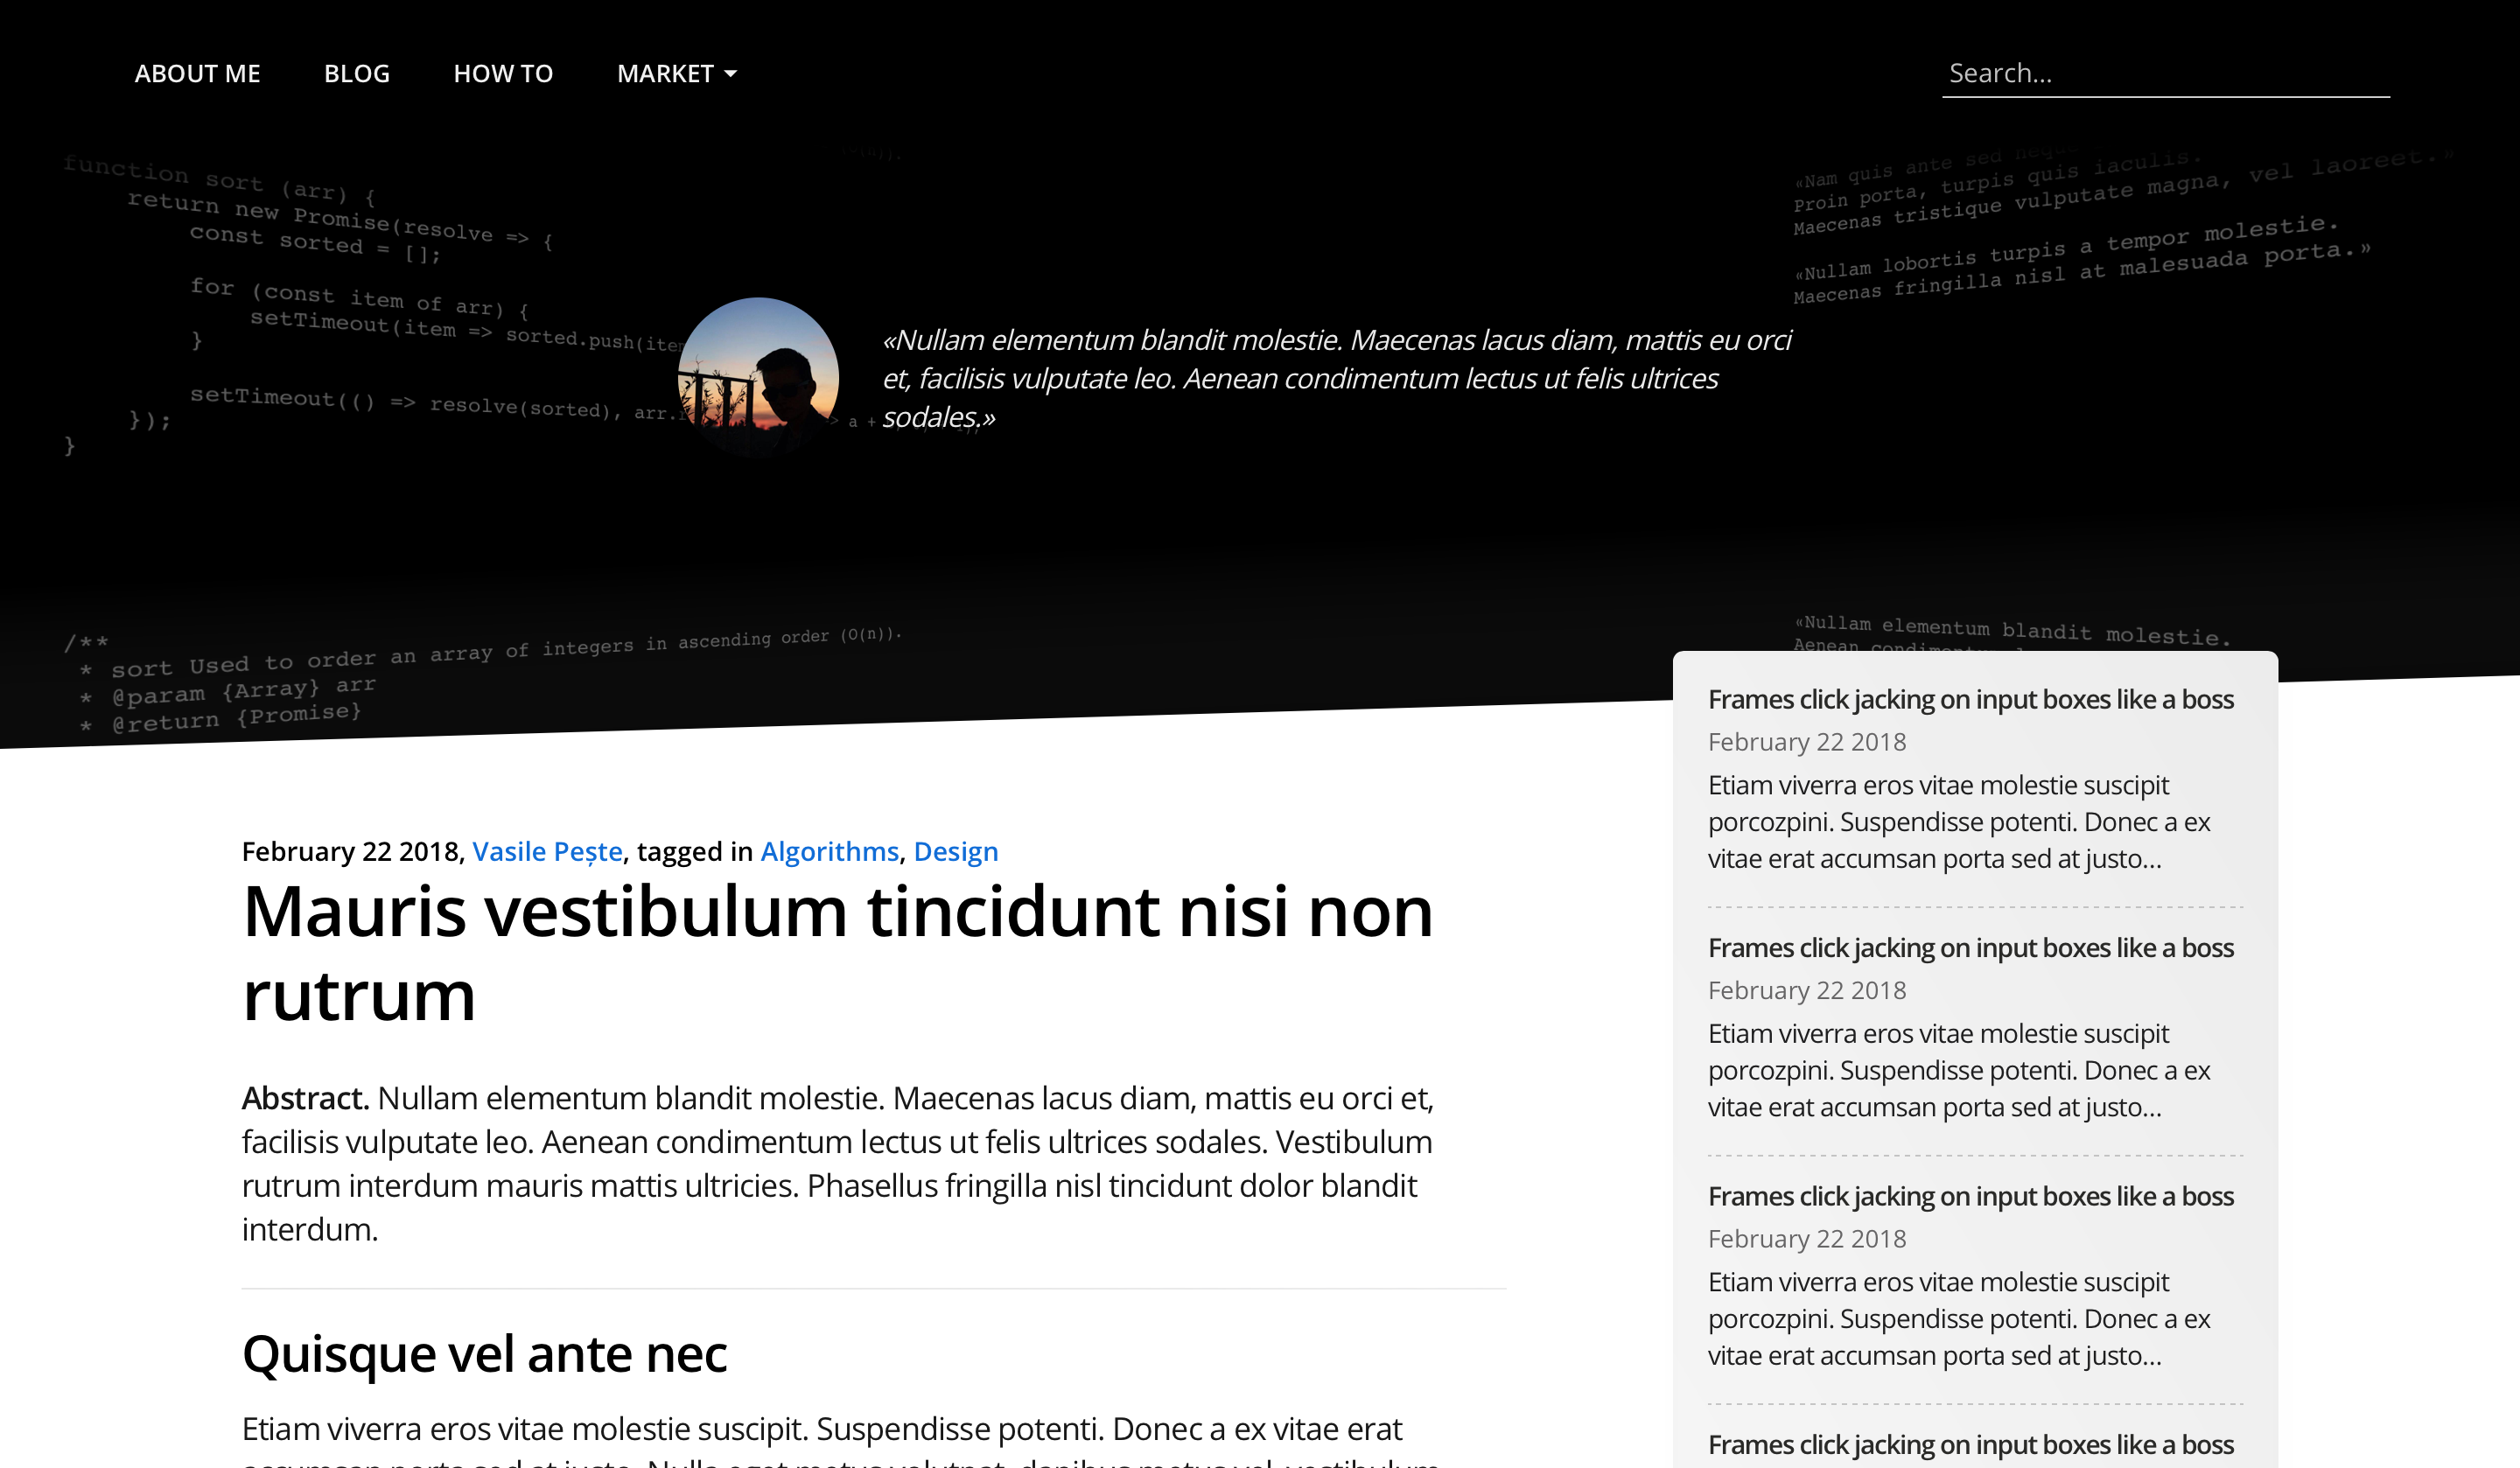 ABOUT ME
BLOG
HOW TO
MARKET
Search...
function sort (arr) {
return new Promise(resolve => {
const sorted = [];
for (const item of arr) {
setTimeout(item => sorted.push(
}
setTimeout(() => resolve(sorted), arr.
});
}
(O(n)).
«Nam quis ante sed neque
Proin porta, turpis quis iaculis.
Maecenas tristique vulputate magna, vel laoreet.»
«Nullam lobortis turpis a tempor molestie.
Maecenas fringilla nisl at malesuada porta.»
«Nullam elementum blandit molestie. Maecenas lacus diam, mattis eu orci
et, facilisis vulputate leo. Aenean condimentum lectus ut felis ultrices
sodales.»
/**
* sort Used to order an array of integers in ascending order (O(n)).
* @param {Array} arr
* @return {Promise}
«Nullam elementum blandit molestie.
Aenean
February 22 2018, Vasile Pește, tagged in Algorithms, Design
Mauris vestibulum tincidunt nisi non
rutrum
Abstract. Nullam elementum blandit molestie. Maecenas lacus diam, mattis eu orci et,
facilisis vulputate leo. Aenean condimentum lectus ut felis ultrices sodales. Vestibulum
rutrum interdum mauris mattis ultricies. Phasellus fringilla nisl tincidunt dolor blandit
interdum.
Quisque vel ante nec
Etiam viverra eros vitae molestie suscipit. Suspendisse potenti. Donec a ex vitae erat
Frames click jacking on input boxes like a boss
February 22 2018
Etiam viverra eros vitae molestie suscipit
porcozpini. Suspendisse potenti. Donec a ex
vitae erat accumsan porta sed at justo...
Frames click jacking on input boxes like a boss
February 22 2018
Etiam viverra eros vitae molestie suscipit
porcozpini. Suspendisse potenti. Donec a ex
vitae erat accumsan porta sed at justo...
Frames click jacking on input boxes like a boss
February 22 2018
Etiam viverra eros vitae molestie suscipit
porcozpini. Suspendisse potenti. Donec a ex
vitae erat accumsan porta sed at justo...
Frames click jacking on input boxes like a boss